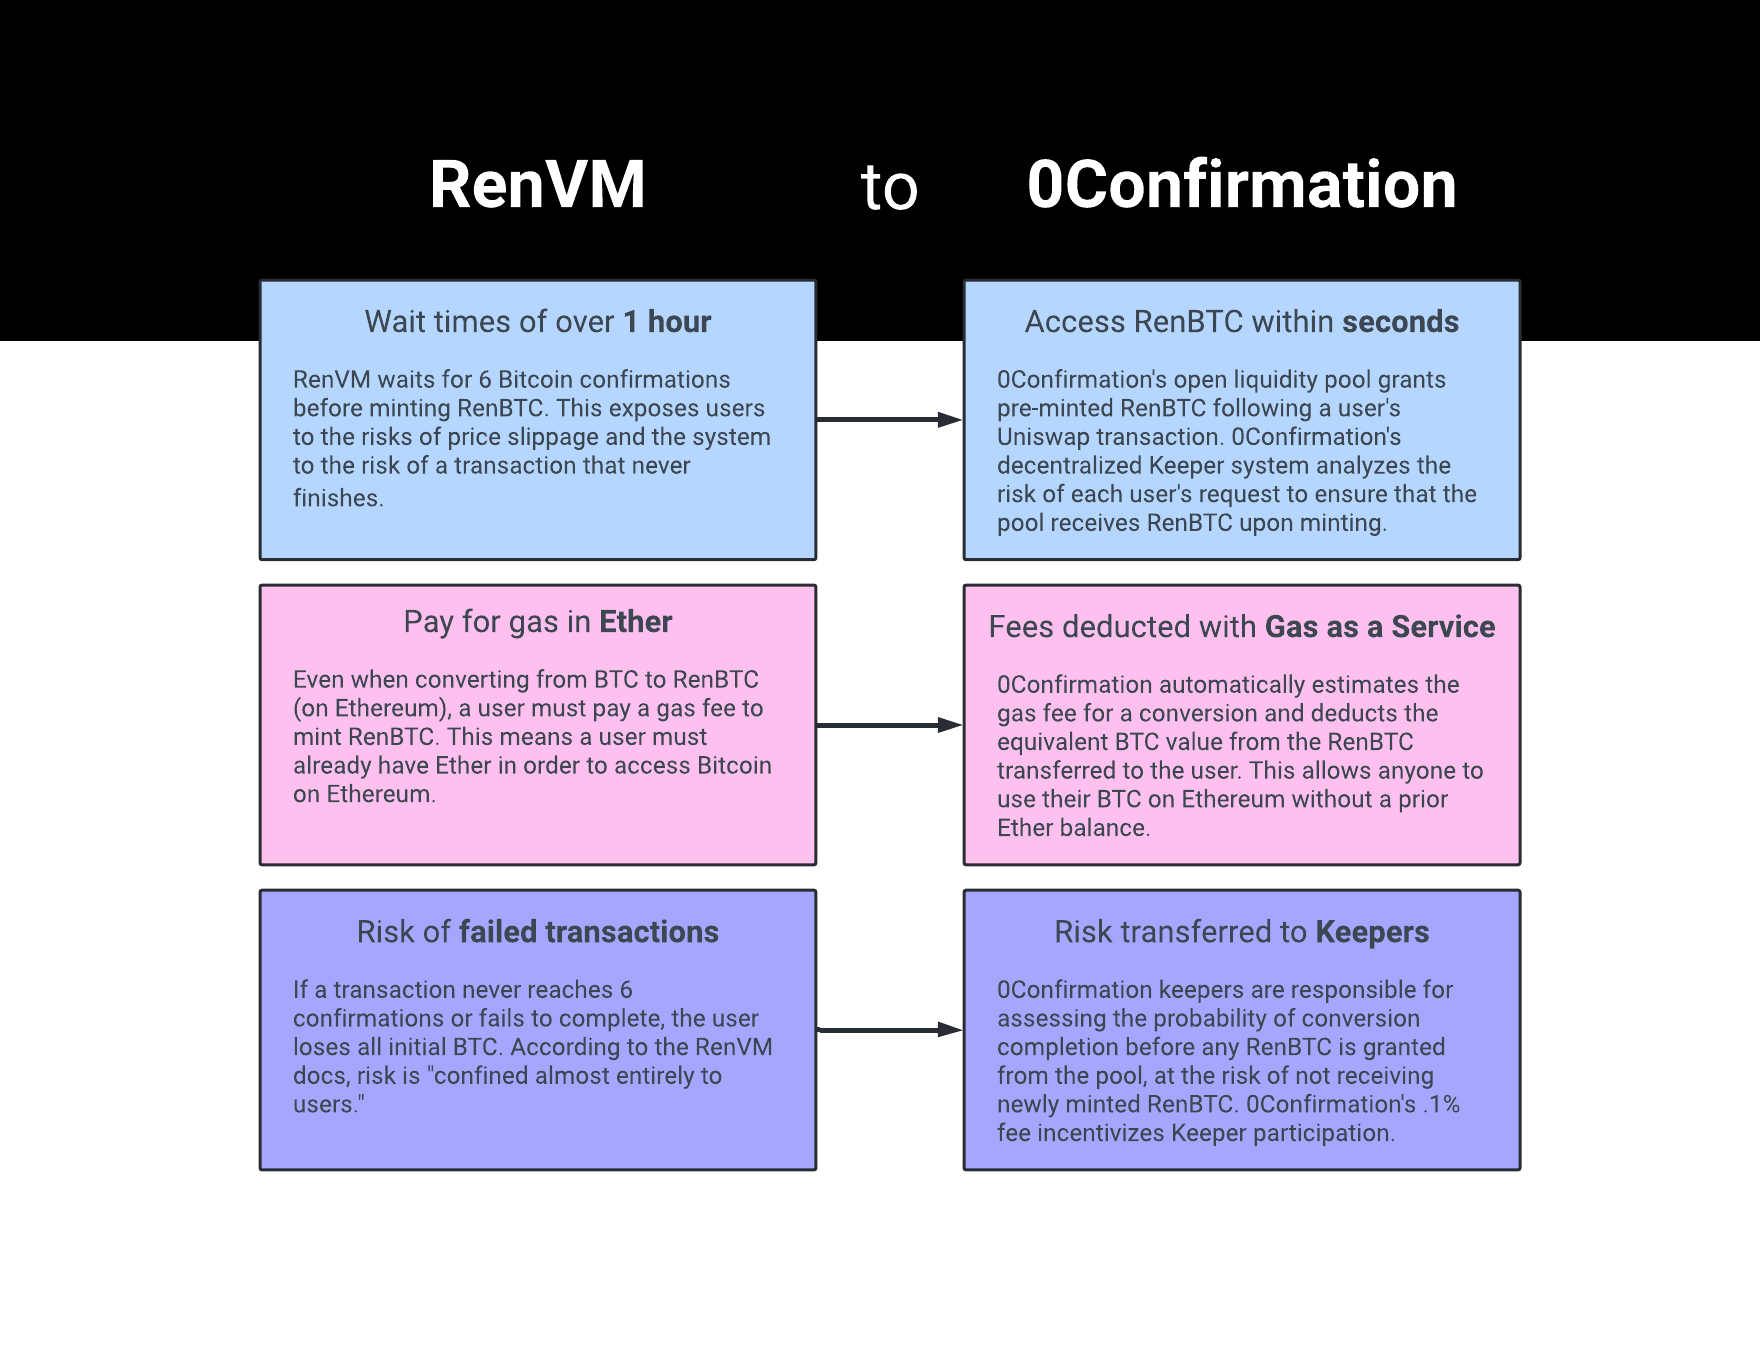 RenVM to 0Confirmation
Wait times of over 1 hour
RenVM waits for 6 Bitcoin confirmations
before minting RenBTC. This exposes users
to the risks of price slippage and the system
to the risk of a transaction that never
finishes.
Access RenBTC within seconds
0Confirmation's open liquidity pool grants
pre-minted RenBTC following a user's
Uniswap transaction. 0Confirmation's
decentralized Keeper system analyzes the
risk of each user's request to ensure that the
pool receives RenBTC upon minting.
Pay for gas in Ether
Even when converting from BTC to RenBTC
(on Ethereum), a user must pay a gas fee to
mint RenBTC. This means a user must
already have Ether in order to access Bitcoin
on Ethereum.
Fees deducted with Gas as a Service
0Confirmation automatically estimates the
gas fee for a conversion and deducts the
equivalent BTC value from the RenBTC
transferred to the user. This allows anyone to
use their BTC on Ethereum without a prior
Ether balance.
Risk of failed transactions
If a transaction never reaches 6
confirmations or fails to complete, the user
loses all initial BTC. According to the RenVM
docs, risk is "confined almost entirely to
users."
Risk transferred to Keepers
0Confirmation keepers are responsible for
assessing the probability of conversion
completion before any RenBTC is granted
from the pool, at the risk of not receiving
newly minted RenBTC. 0Confirmation's .1%
fee incentivizes Keeper participation.